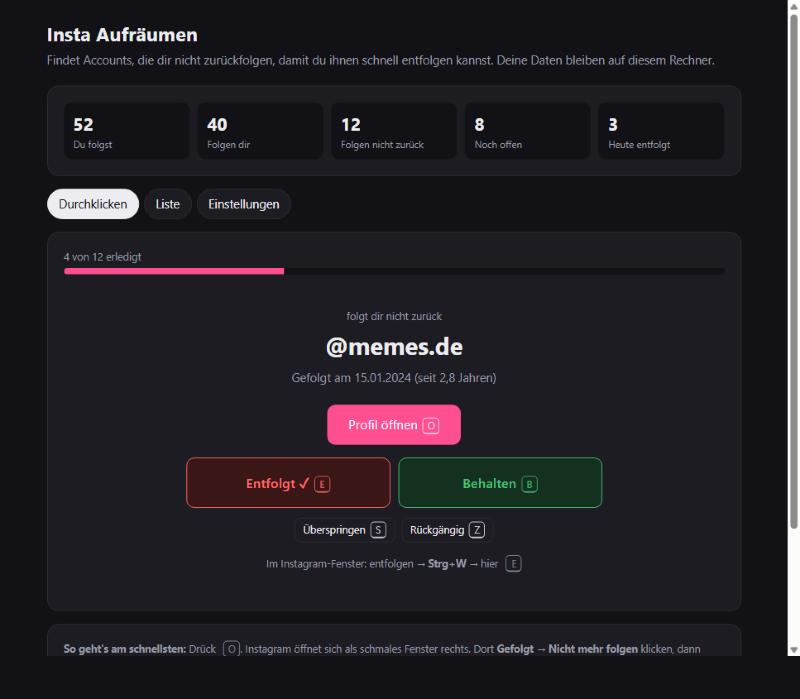 Insta Aufräumen
Findet Accounts, die dir nicht zurückfolgen, damit du ihnen schnell entfolgen kannst. Deine Daten bleiben auf diesem Rechner.
52
Du folgst
40
Folgen dir
12
Folgen nicht zurück
8
Noch offen
3
Heute entfolgt
Durchklicken
Liste
Einstellungen
4 von 12 erledigt
folgt dir nicht zurück
@memes.de
Gefolgt am 15.01.2024 (seit 2,8 Jahren)
Profil öffnen O
Entfolgt ✓ E
Behalten B
Überspringen S
Rückgängig Z
Im Instagram-Fenster: entfolgen → Strg+W → hier E
So geht's am schnellsten: Drück O. Instagram öffnet sich als schmales Fenster rechts. Dort Gefolgt → Nicht mehr folgen klicken, dann